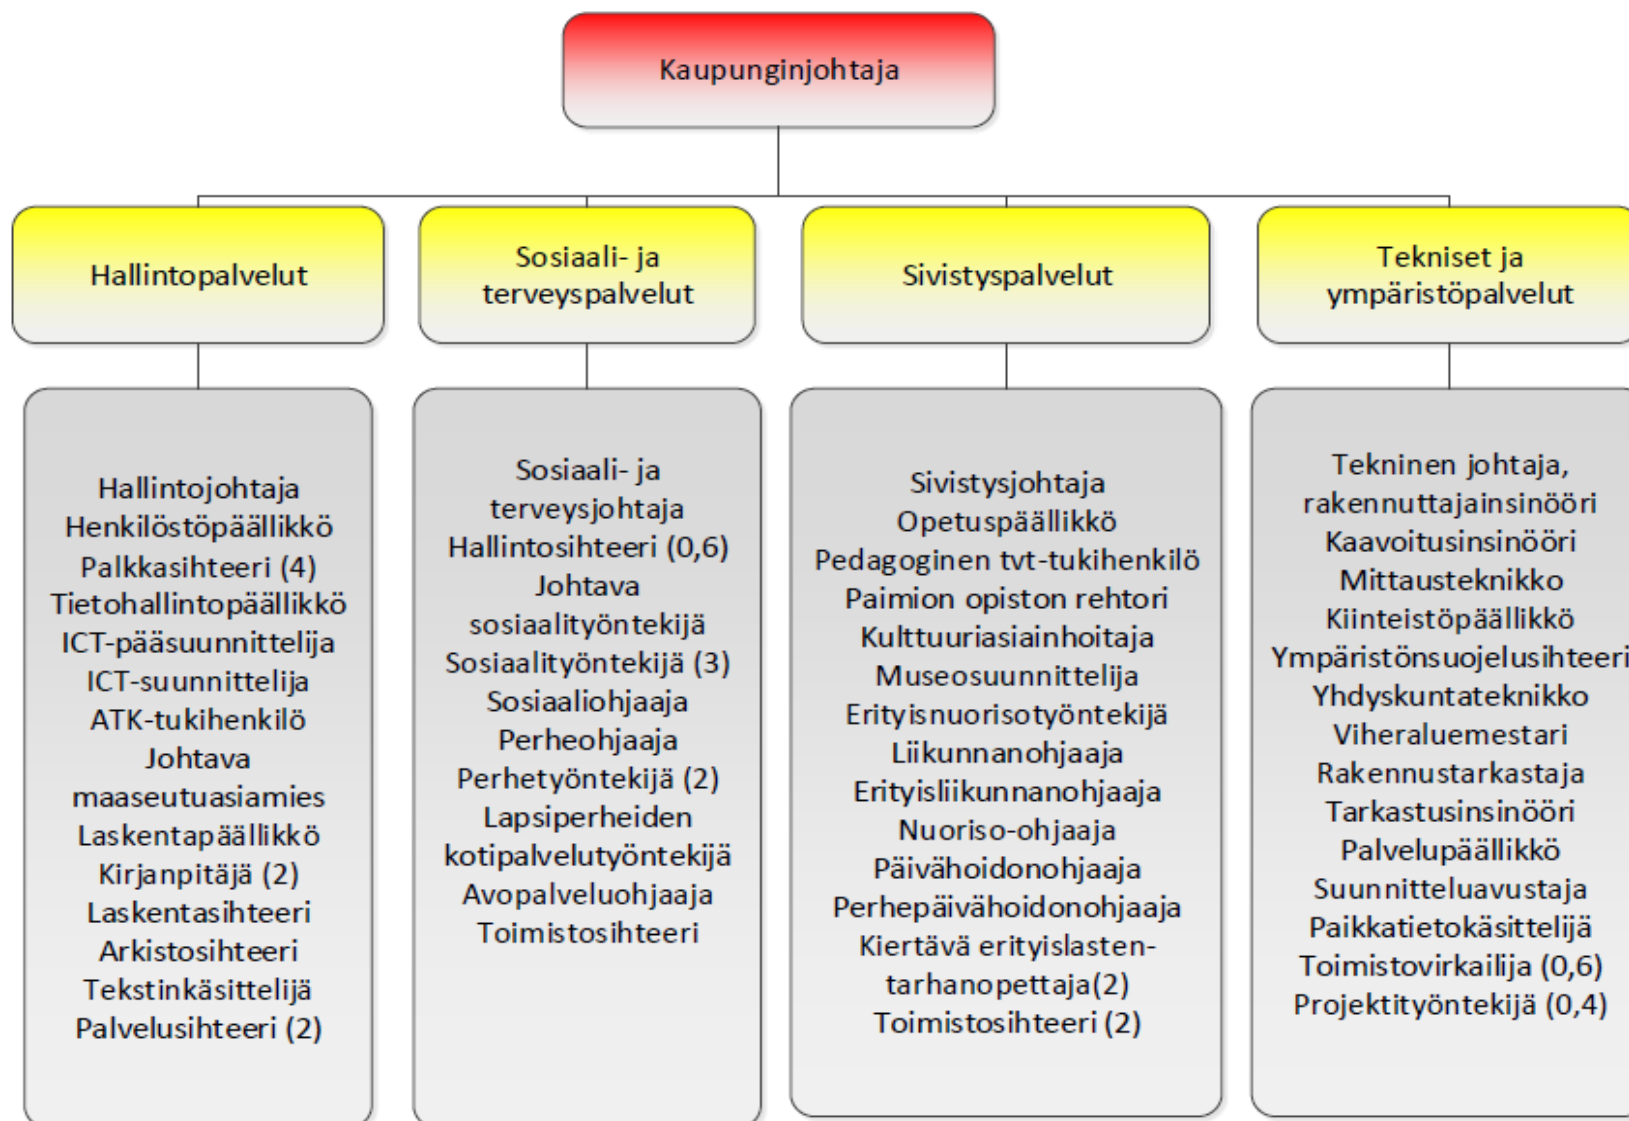 Kaupunginjohtaja
Hallintopalvelut
Sosiaali- ja
terveyspalvelut
Sivistyspalvelut
Tekniset ja
ympäristöpalvelut
Hallintojohtaja
Henkilöstöpäällikkö
Palkkasihteeri (4)
Tietohallintopäällikkö
ICT-pääsuunnittelija
ICT-suunnittelija
ATK-tukihenkilö
Johtava
maaseutuasiamies
Laskentapäällikkö
Kirjanpitäjä (2)
Laskentasihteeri
Arkistosihteeri
Tekstinkäsittelijä
Palvelusihteeri (2)
Sosiaali- ja
terveysjohtaja
Hallintosihteeri (0,6)
Johtava
sosiaalityöntekijä
Sosiaalityöntekijä (3)
Sosiaaliohjaaja
Perheohjaaja
Perhetyöntekijä (2)
Lapsiperheiden
kotipalvelutyöntekijä
Avopalveluohjaaja
Toimistosihteeri
Sivistysjohtaja
Opetuspäällikkö
Pedagoginen tvt-tukihenkilö
Paimion opiston rehtori
Kulttuuriasiainhoitaja
Museosuunnittelija
Erityisnuorisotyöntekijä
Liikunnanohjaaja
Erityisliikunnanohjaaja
Nuoriso-ohjaaja
Päivähoidonohjaaja
Perhepäivähoidonohjaaja
Kiertävä erityislasten-
tarhanopettaja(2)
Toimistosihteeri (2)
Tekninen johtaja,
rakennuttajainsinööri
Kaavoitusinsinööri
Mittausteknikko
Kiinteistöpäällikkö
Ympäristönsuojelusihteeri
Yhdyskuntateknikko
Viheraluemestari
Rakennustarkastaja
Tarkastusinsinööri
Palvelupäällikkö
Suunnitteluavustaja
Paikkatietokäsittelijä
Toimistovirkailija (0,6)
Projektityöntekijä (0,4)